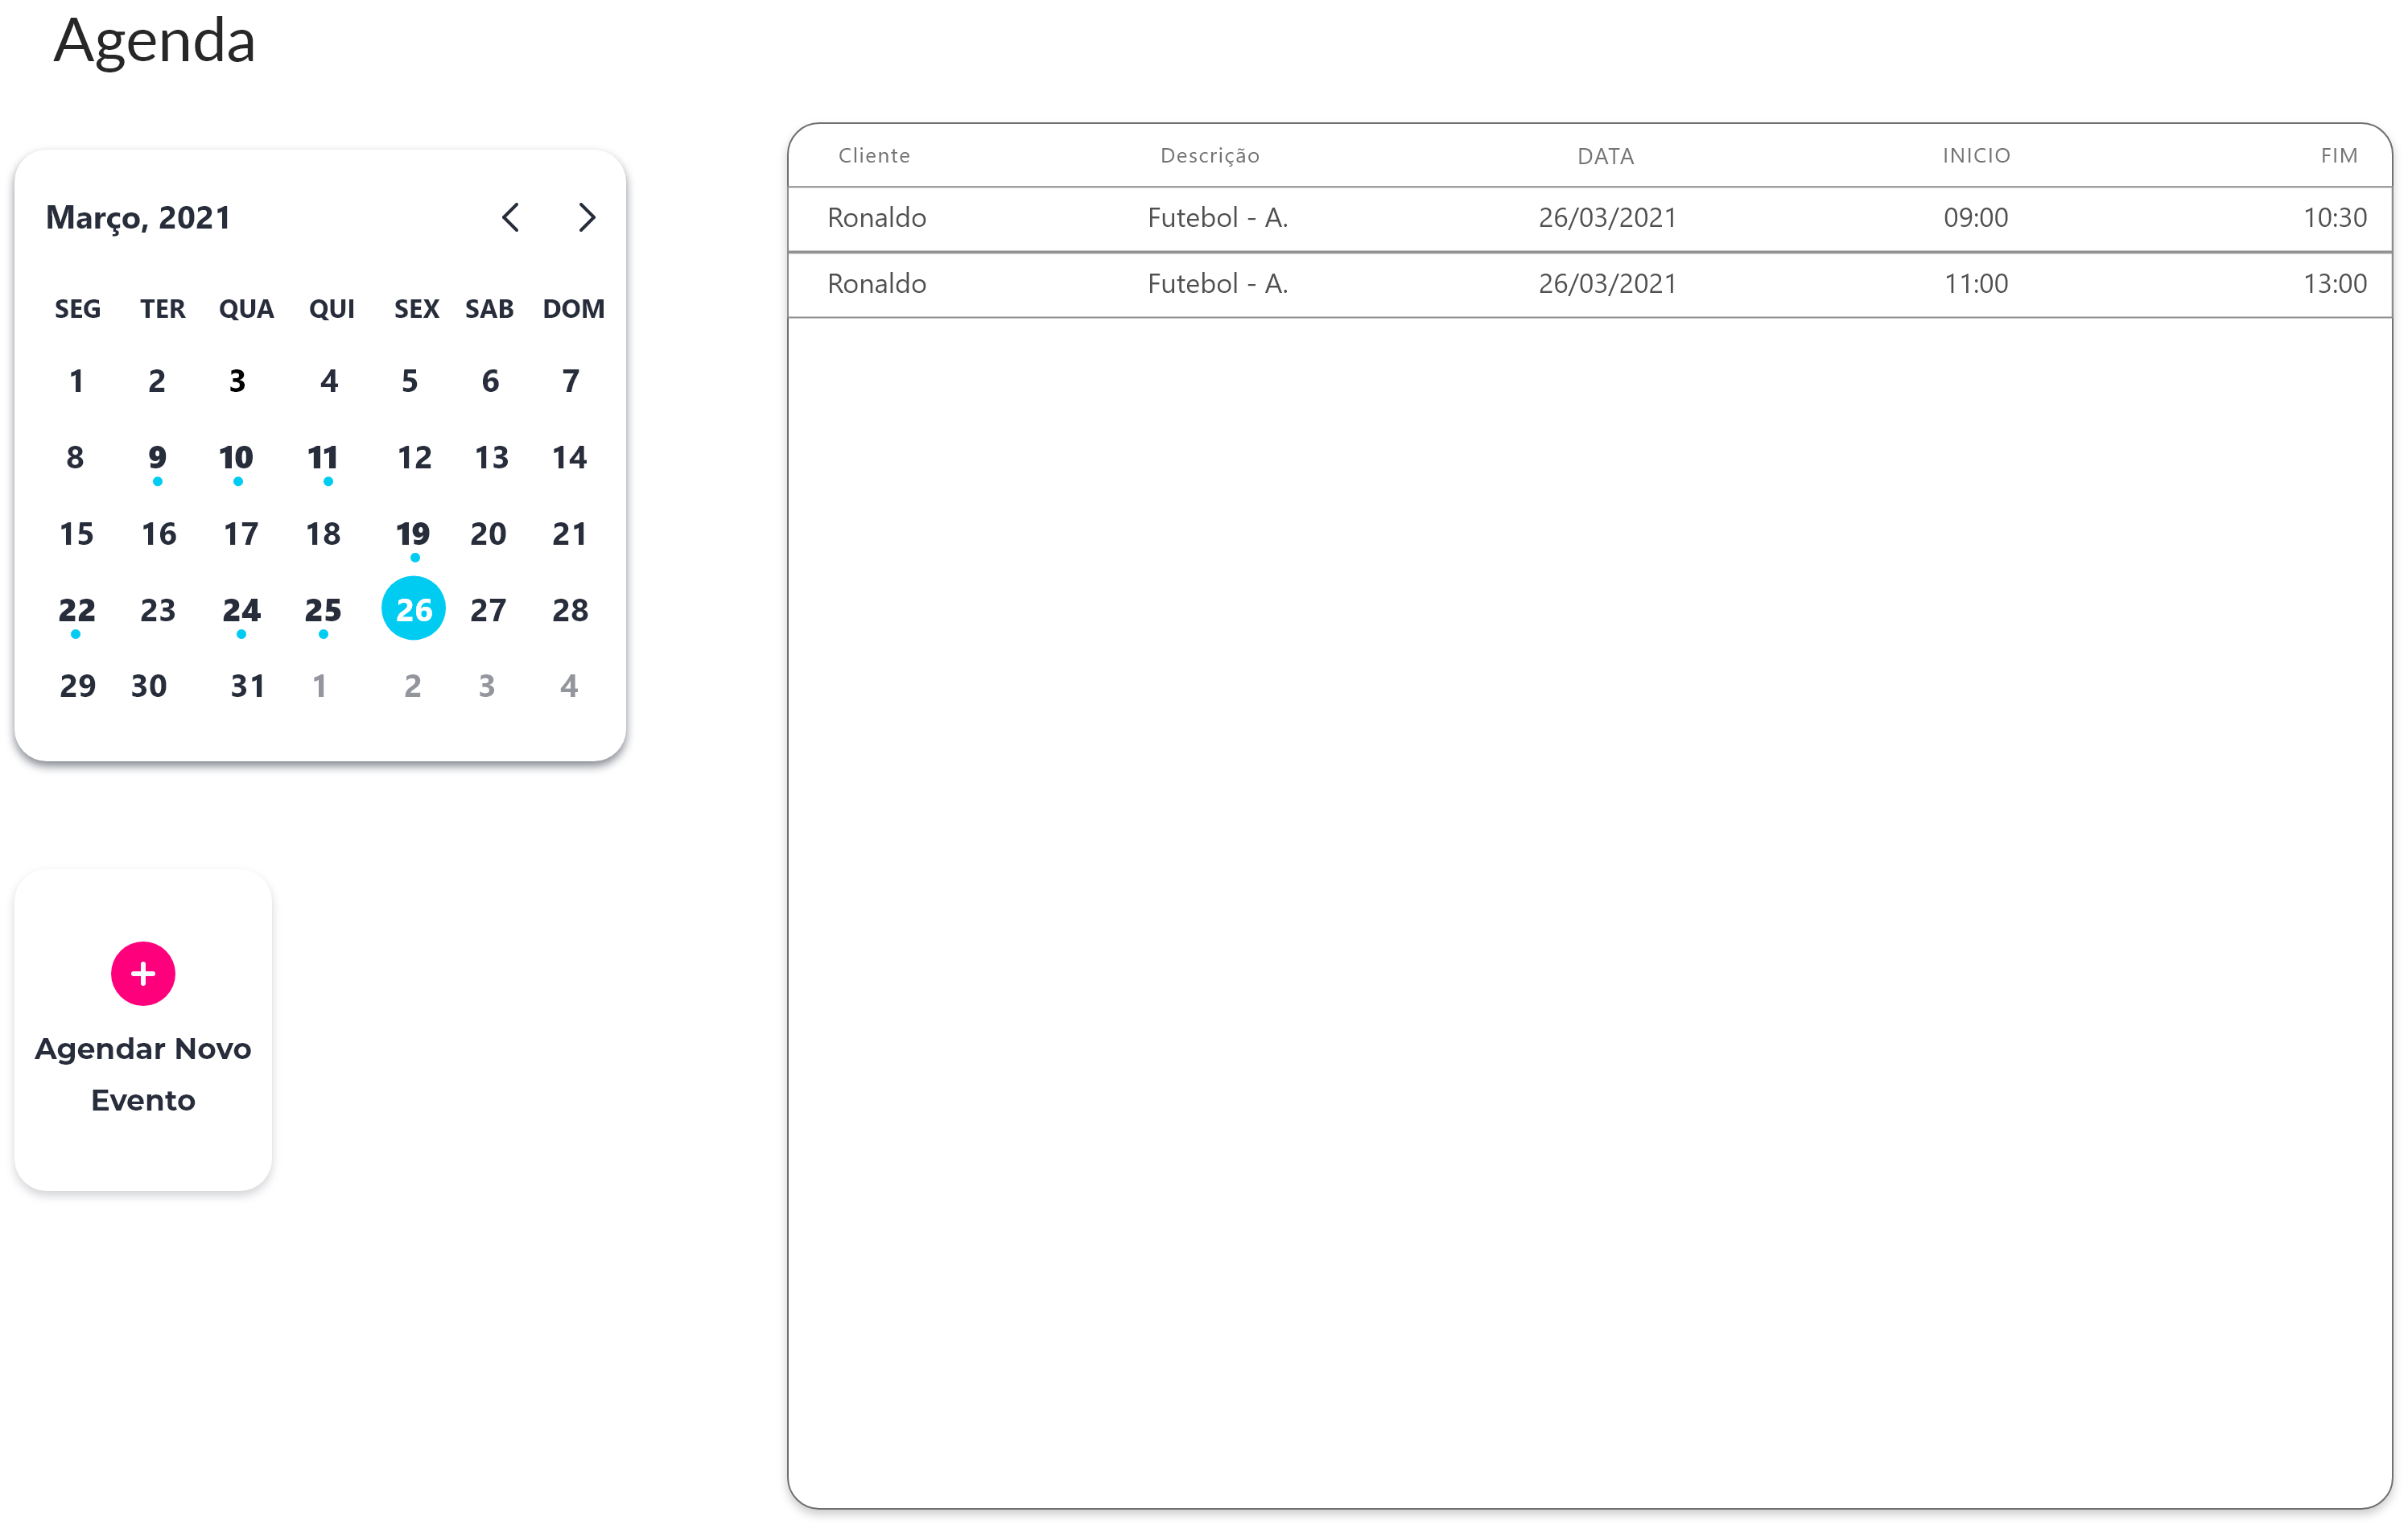 Agenda
Março, 2021
SEG TER QUA QUI SEX SAB DOM
1 2 3 4 5 6 7
8 9 10 11 12 13 14
15 16 17 18 19 20 21
22 23 24 25 26 27 28
29 30 31 1 2 3 4
Agendar Novo
Evento
Cliente Descrição DATA INICIO FIM
Ronaldo Futebol - A. 26/03/2021 09:00 10:30
Ronaldo Futebol - A. 26/03/2021 11:00 13:00